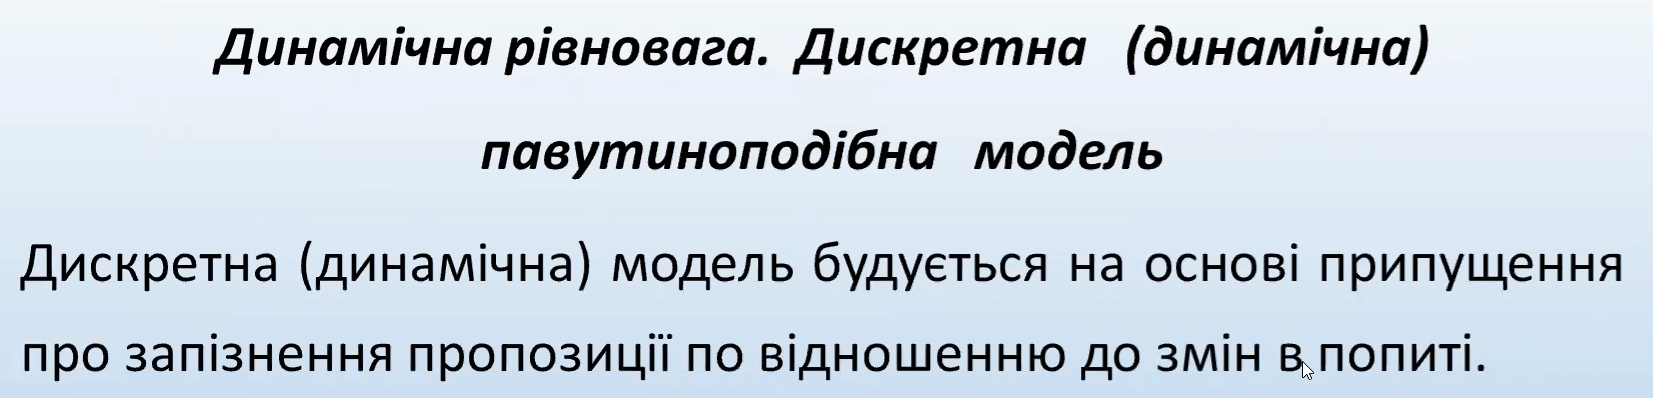 Динамічна рівновага. Дискретна (динамічна)
павутиноподібна модель
Дискретна (динамічна) модель будується на основі припущення
про запізнення пропозиції по відношенню до змін в попиті.